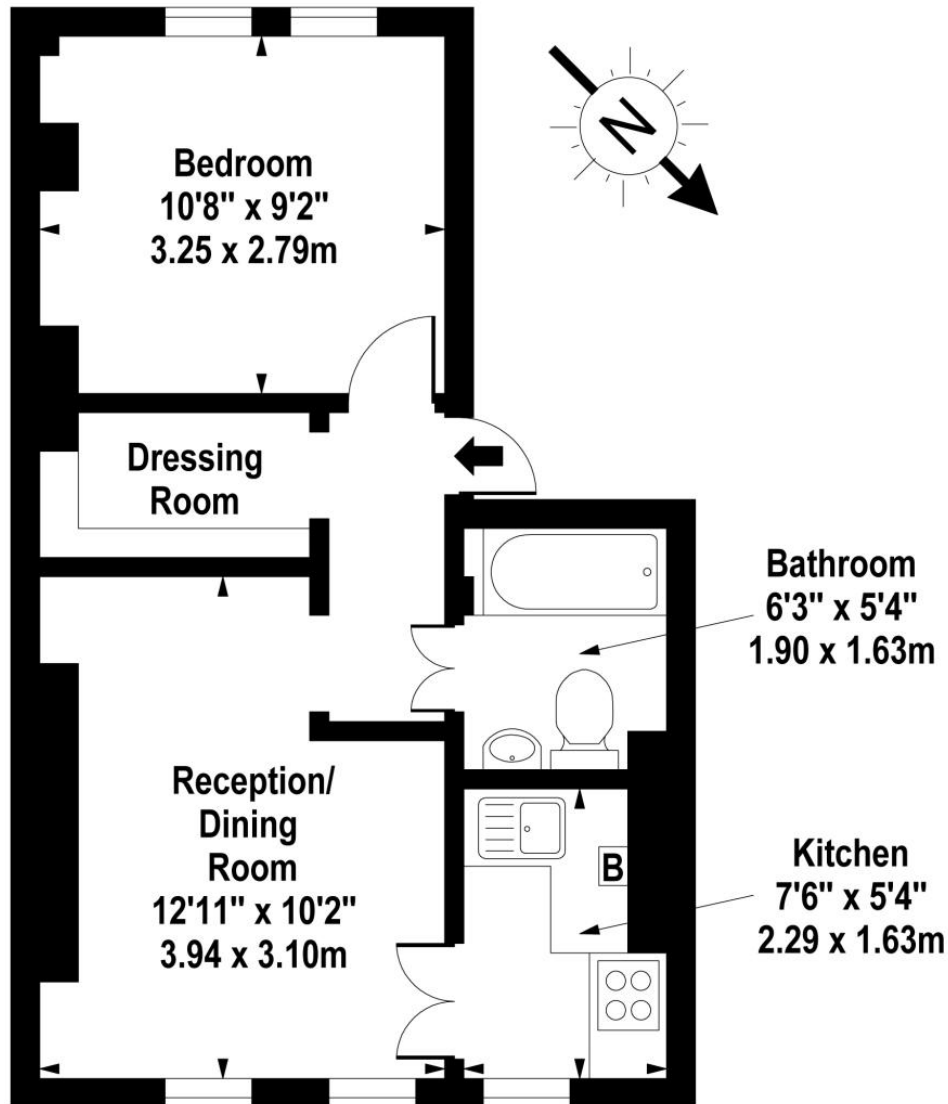 N
Bedroom
10'8" x 9'2"
3.25 x 2.79m
Dressing
Room
Bathroom
6'3" x 5'4"
1.90 x 1.63m
Reception/
Dining
Room
12'11" x 10'2"
3.94 x 3.10m
B
Kitchen
7'6" x 5'4"
2.29 x 1.63m